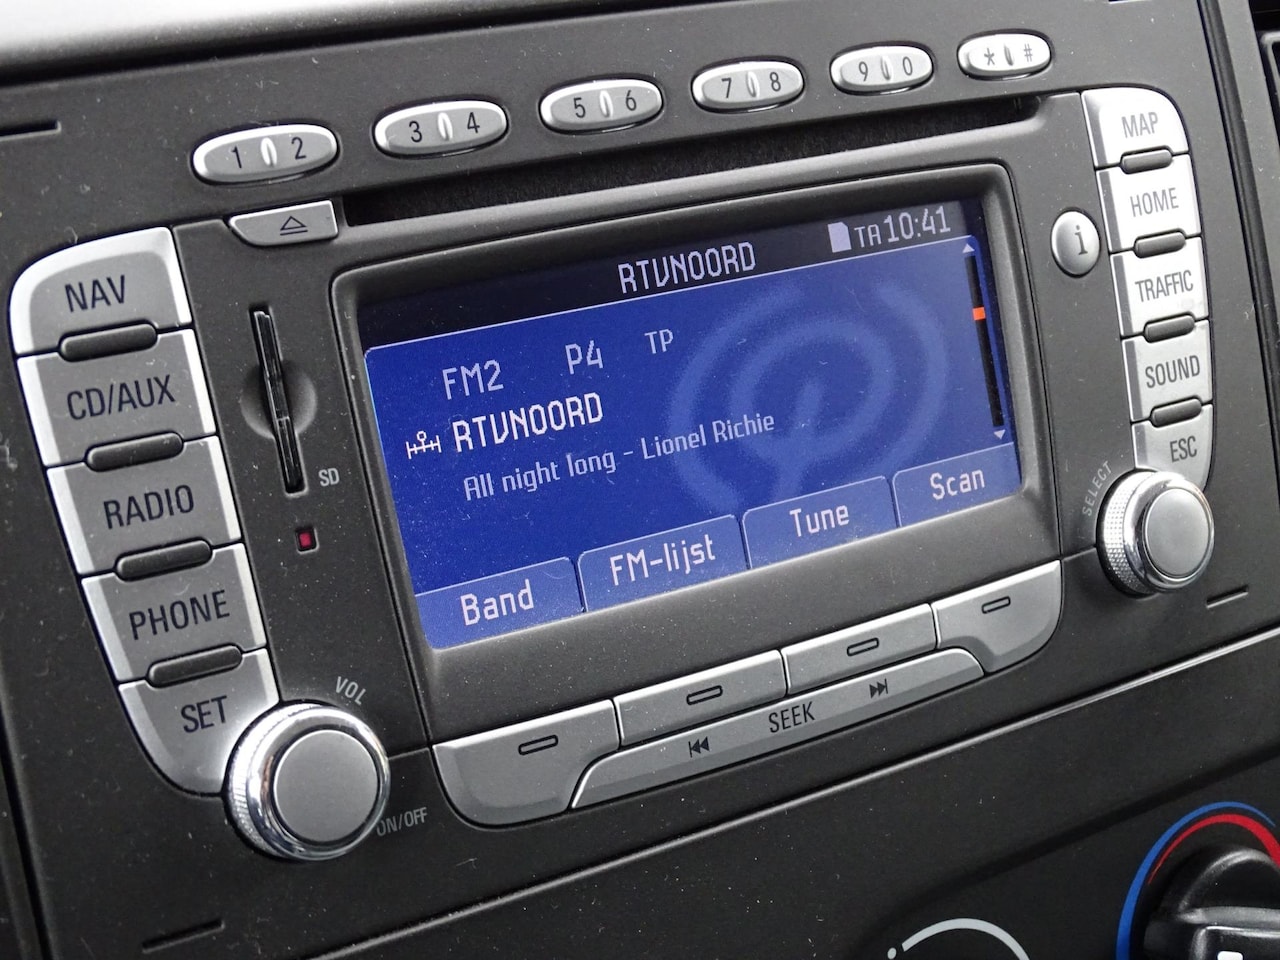 1 2
3 4
5 6
7 8
9 0
* #
NAV
CD/AUX
RADIO
PHONE
SET
SD
RTVNOORD
TA 10:41
FM2 P4 TP
RTVNOORD
All night long - Lionel Richie
Band FM-lijst Tune Scan
i
MAP
HOME
TRAFFIC
SOUND
ESC
SELECT
VOL
ON/OFF
SEEK